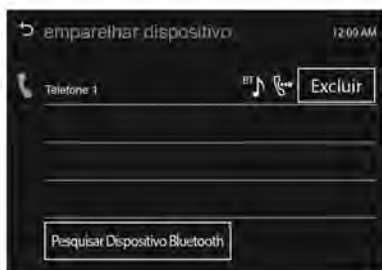 emparelhar dispositivo 12:00 AM
Telefone 1 BT Excluir
Pesquisar Dispositivo Bluetooth